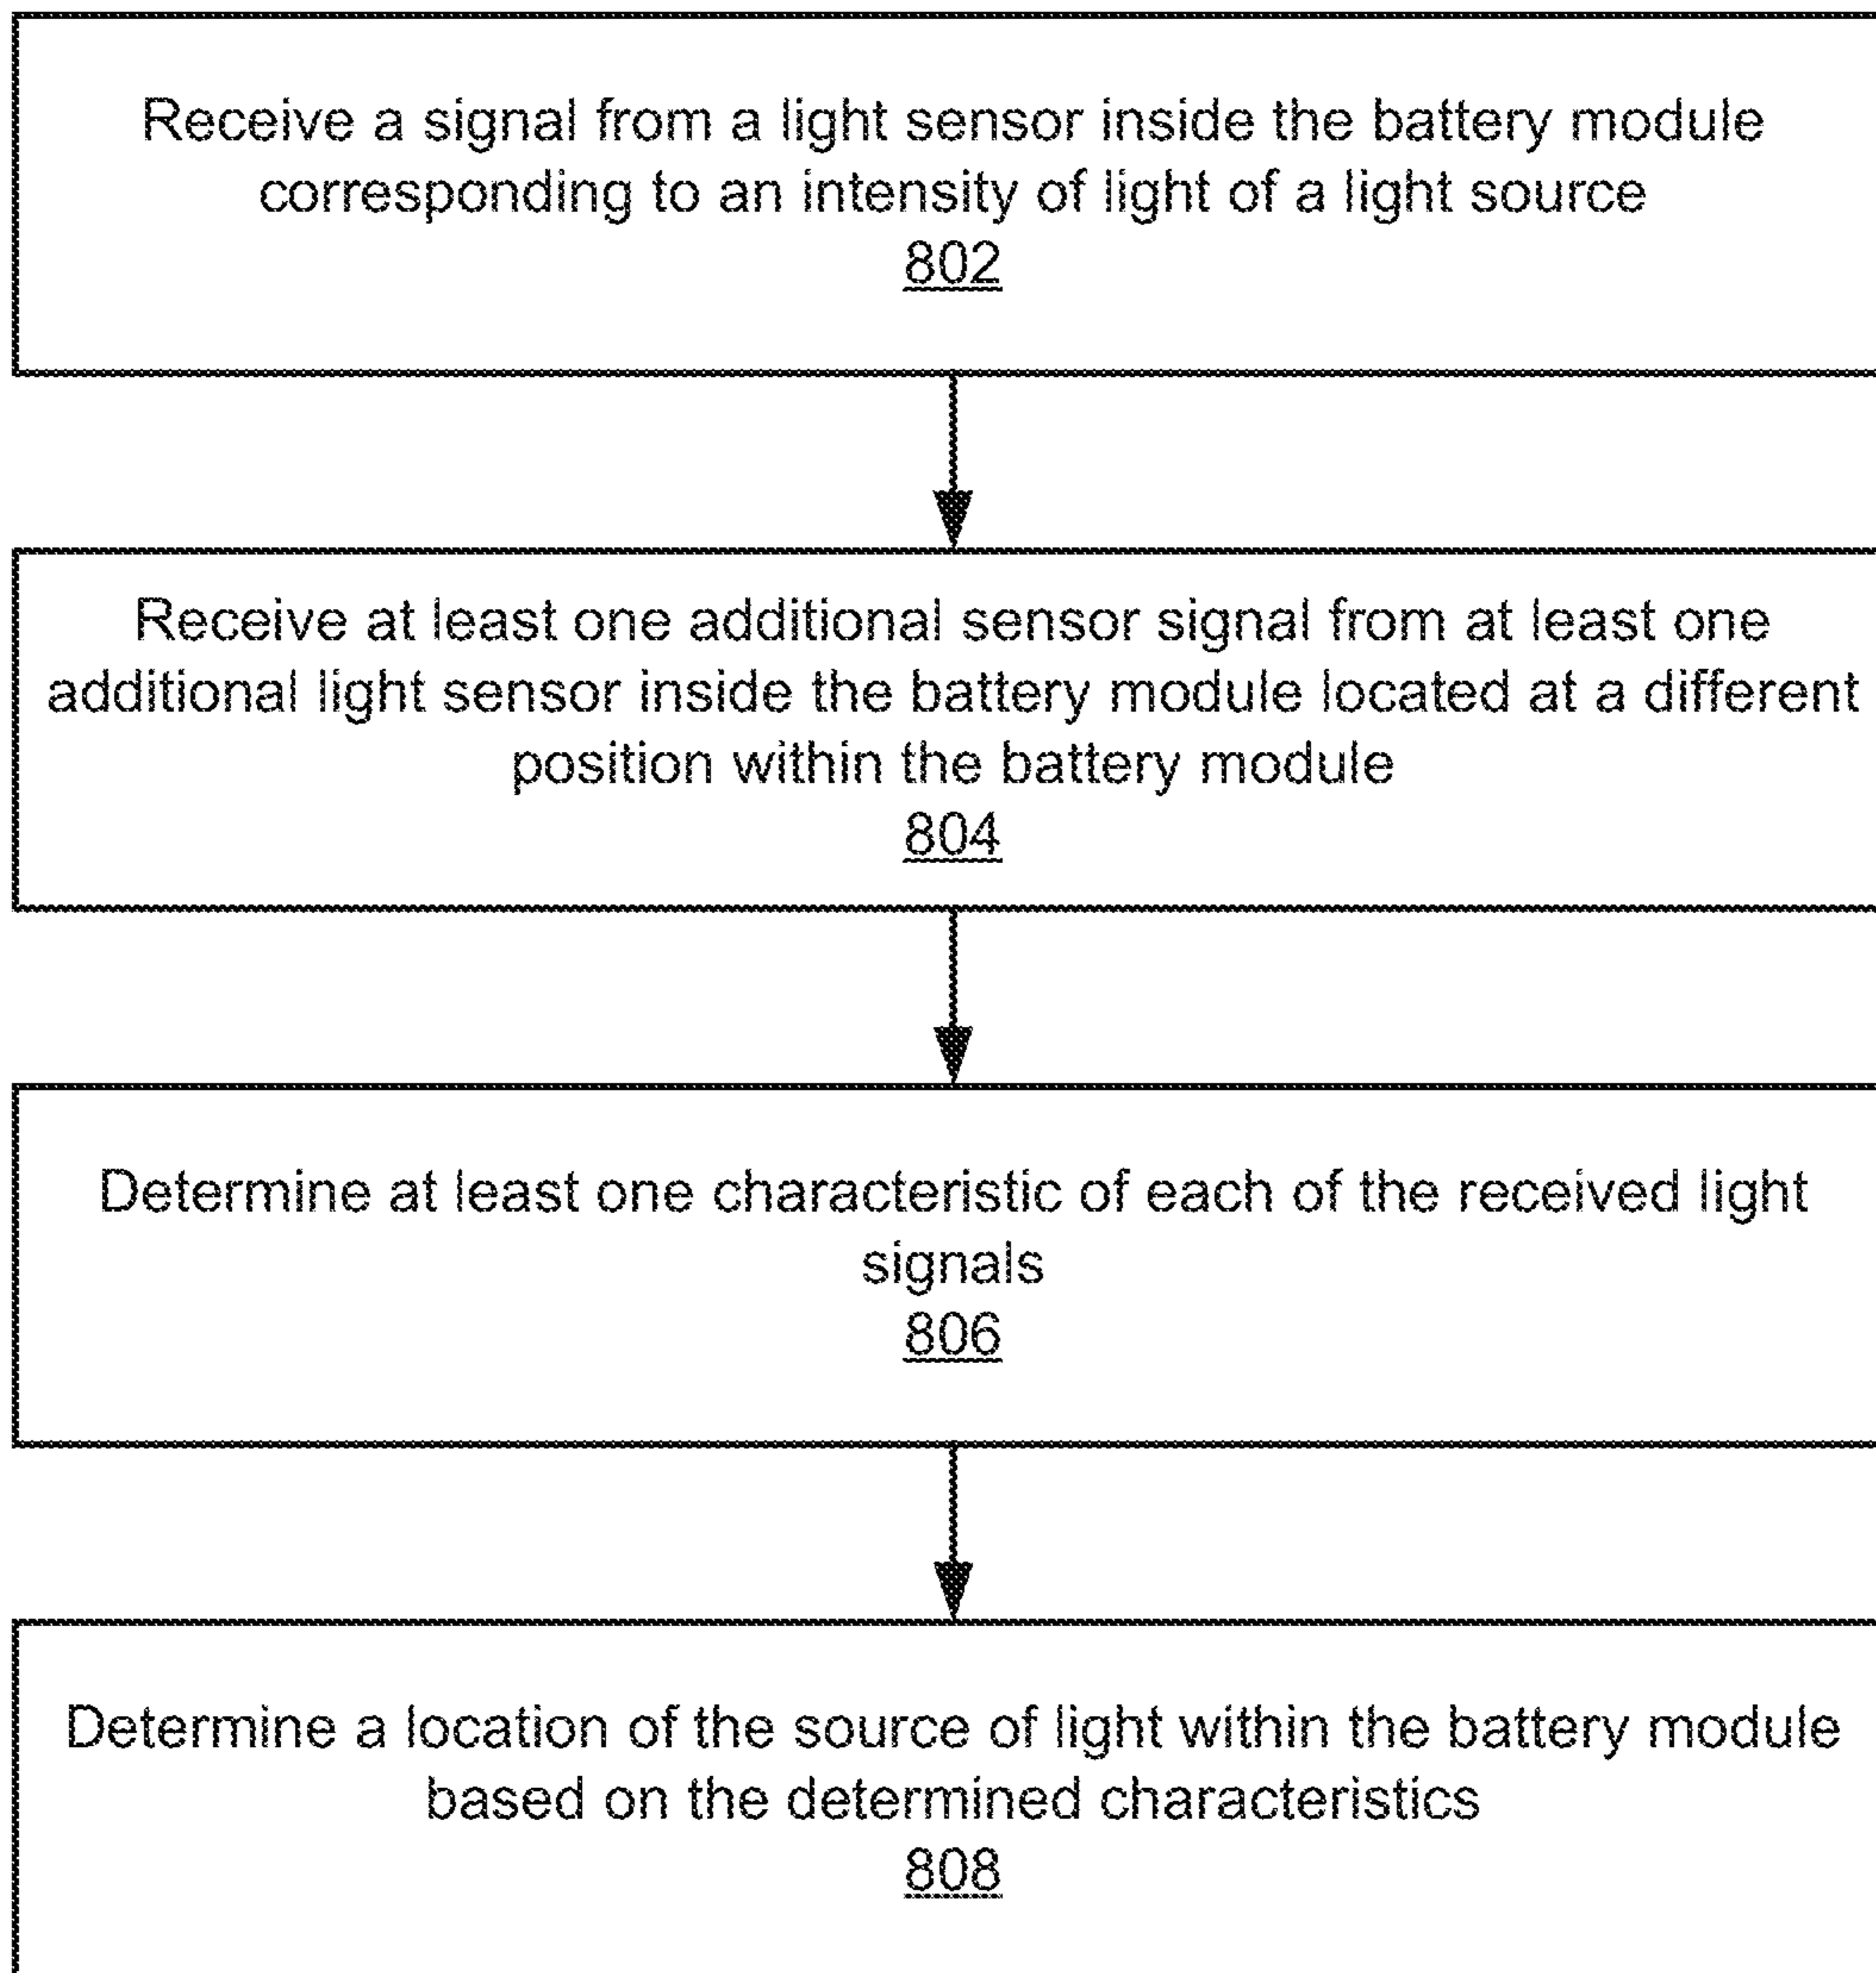 Receive a signal from a light sensor inside the battery module
corresponding to an intensity of light of a light source
802
Receive at least one additional sensor signal from at least one
additional light sensor inside the battery module located at a different
position within the battery module
804
Determine at least one characteristic of each of the received light
signals
806
Determine a location of the source of light within the battery module
based on the determined characteristics
808